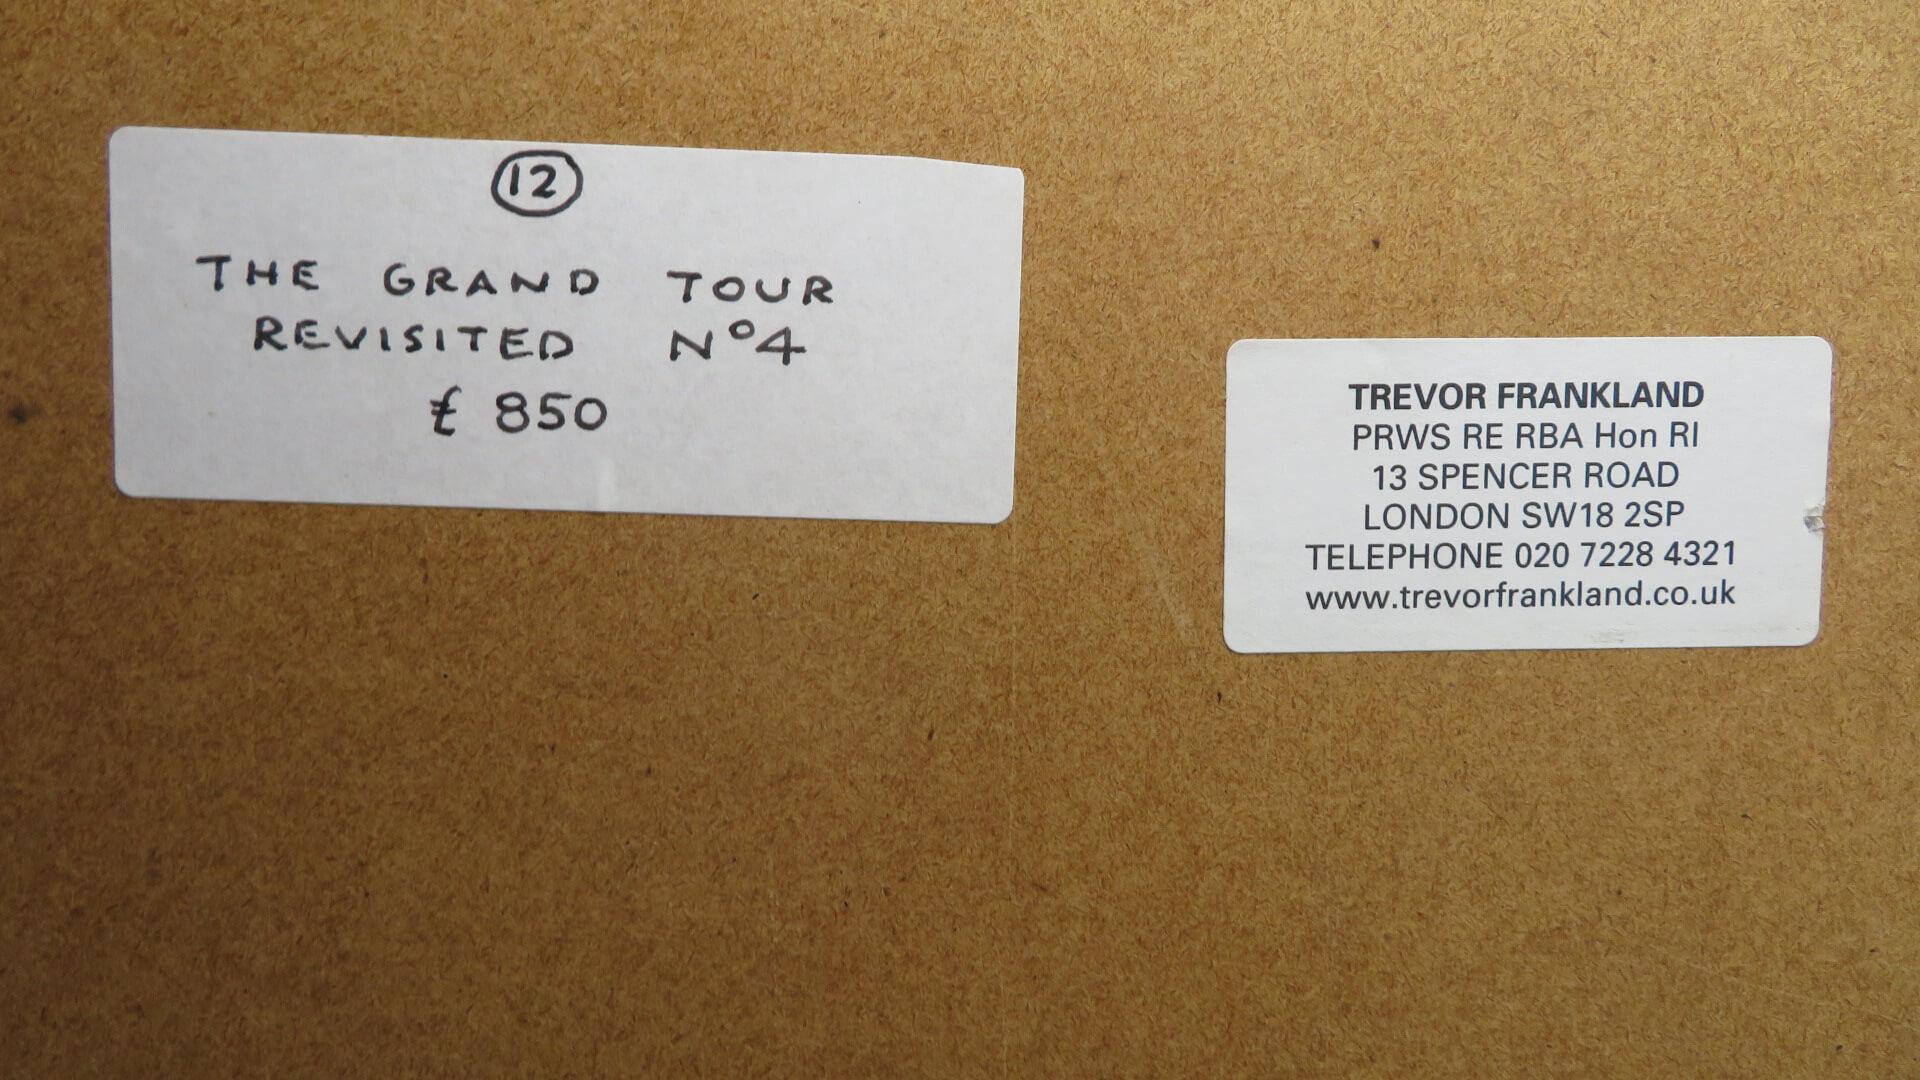 12
THE GRAND TOUR
REVISITED Nº4
£ 850
TREVOR FRANKLAND
PRWS RE RBA Hon RI
13 SPENCER ROAD
LONDON SW18 2SP
TELEPHONE 020 7228 4321
www.trevorfrankland.co.uk